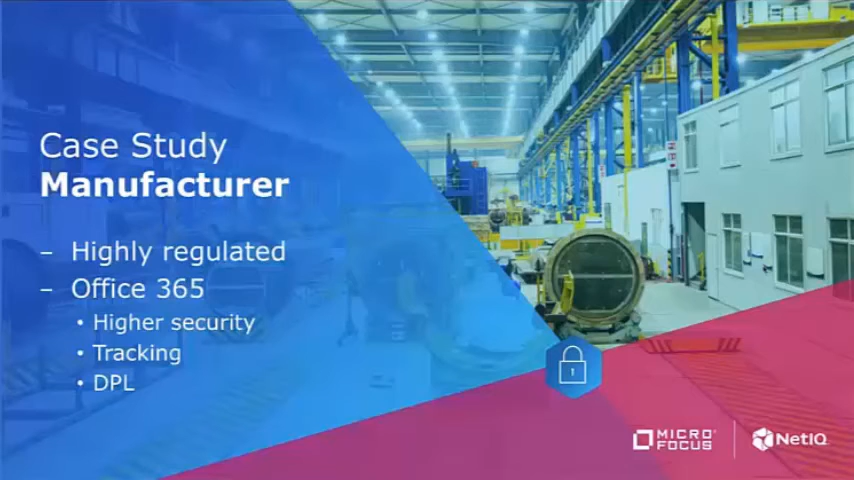 Case Study
Manufacturer
– Highly regulated
– Office 365
• Higher security
• Tracking
• DPL
MICRO
FOCUS
NetIQ